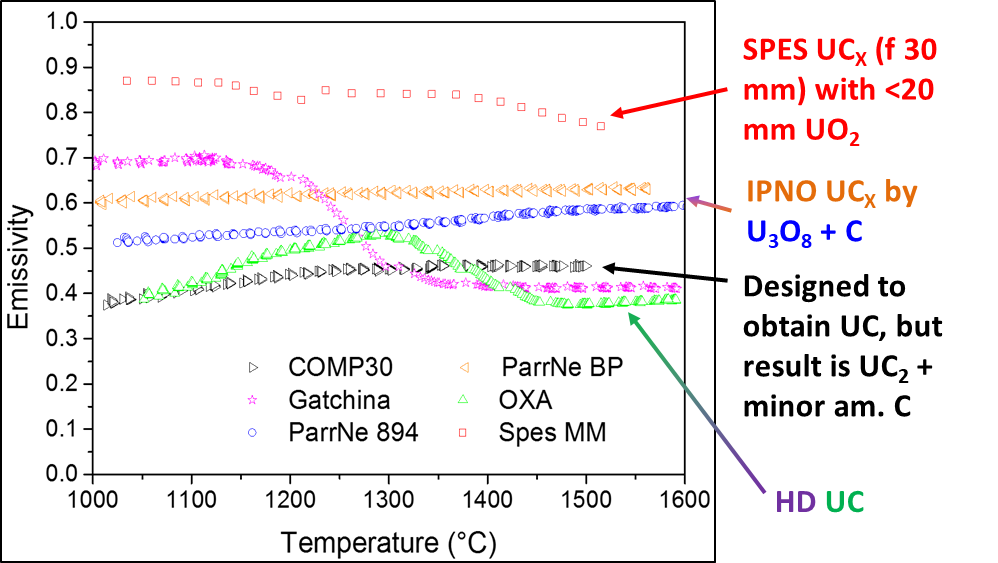 1.0
0.9
0.8
0.7
0.6
0.5
0.4
0.3
0.2
0.1
0.0
Emissivity
1000
1100
1200
1300
1400
1500
1600
Temperature (°C)
COMP30
Gatchina
ParrNe 894
ParrNe BP
OXA
Spes MM
SPES UCX (f 30
mm) with <20
mm UO2
IPNO UCX by
U3O8 + C
Designed to
obtain UC, but
result is UC2 +
minor am. C
HD UC